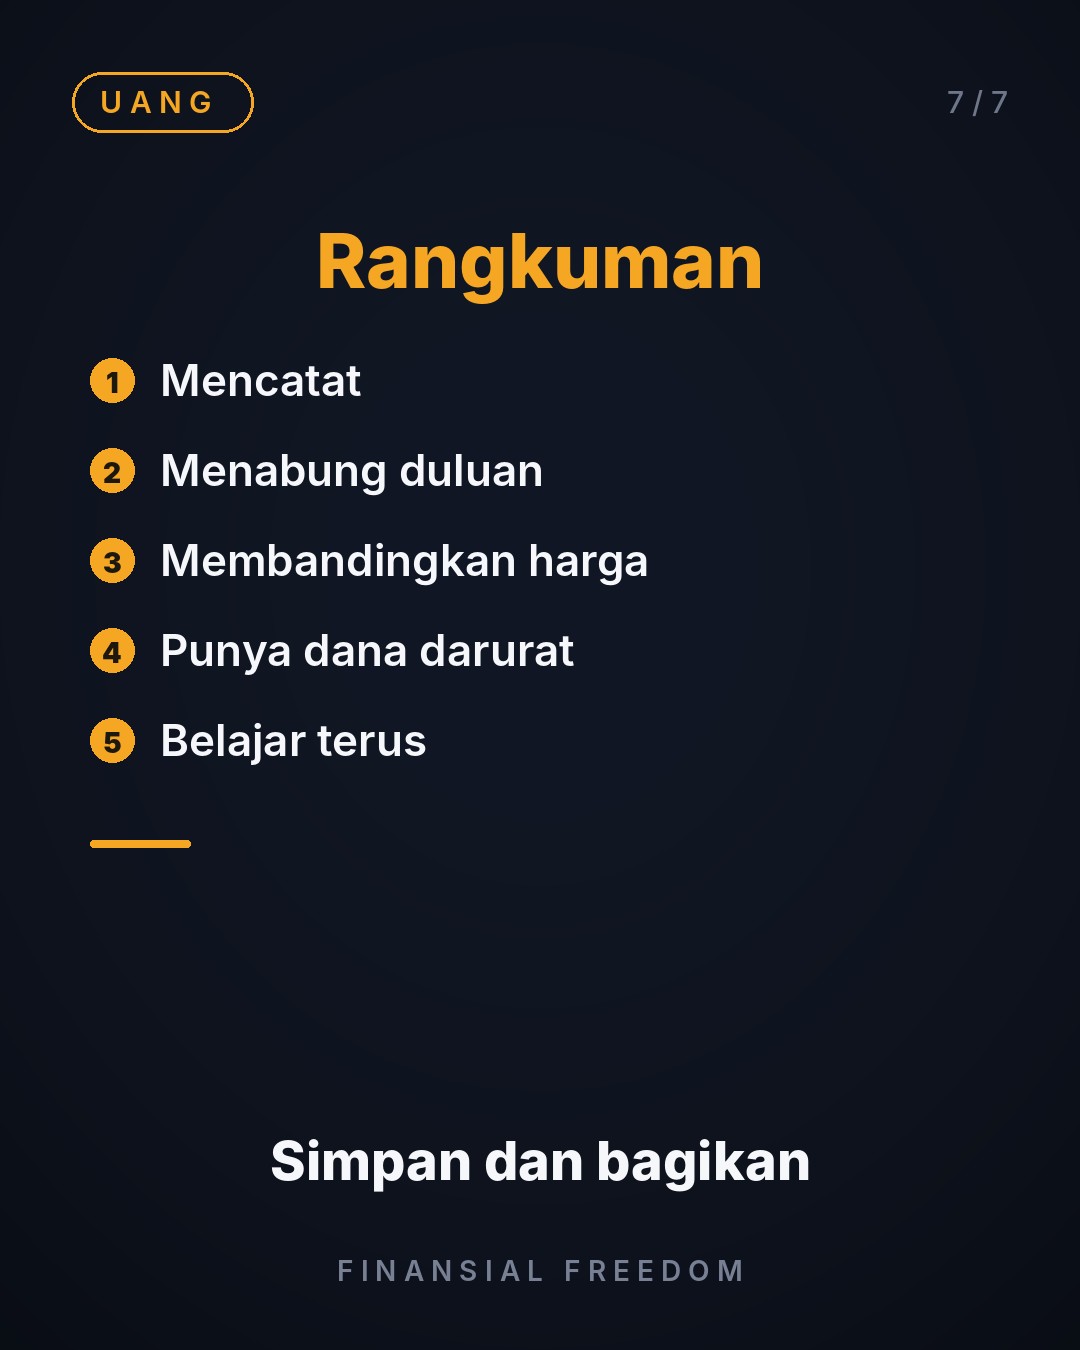 UANG
7/7
Rangkuman
1 Mencatat
2 Menabung duluan
3 Membandingkan harga
4 Punya dana darurat
5 Belajar terus
Simpan dan bagikan
FINANSIAL FREEDOM